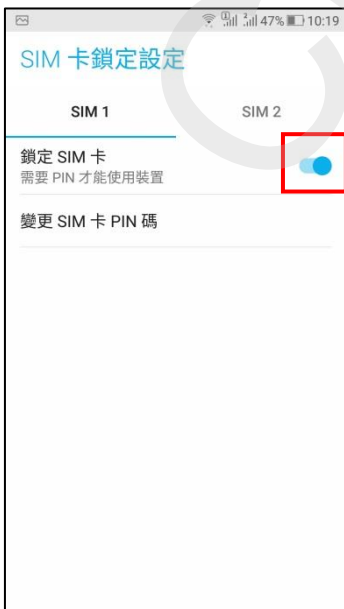 47% 10:19
SIM 卡鎖定設定
SIM 1 SIM 2
鎖定 SIM 卡
需要 PIN 才能使用裝置
變更 SIM 卡 PIN 碼